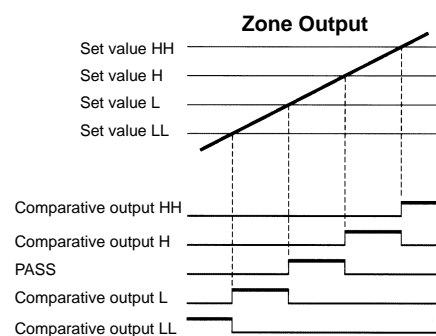 Zone Output
Set value HH
Set value H
Set value L
Set value LL
Comparative output HH
Comparative output H
PASS
Comparative output L
Comparative output LL